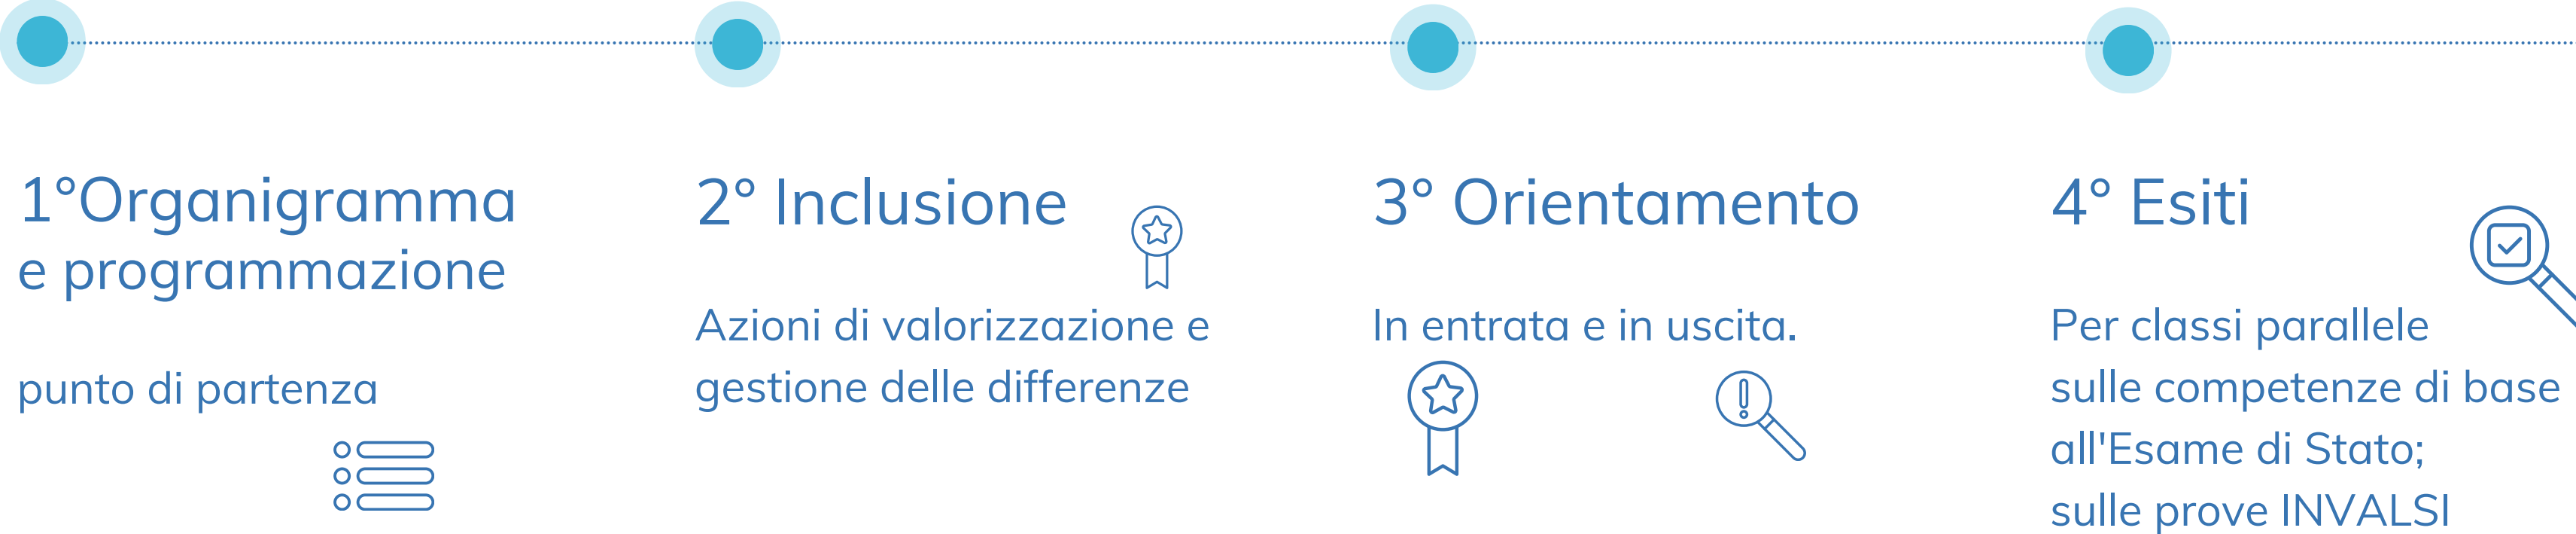 1°Organigramma
e programmazione
punto di partenza
2° Inclusione
Azioni di valorizzazione e
gestione delle differenze
3° Orientamento
In entrata e in uscita.
4° Esiti
Per classi parallele
sulle competenze di base
all'Esame di Stato;
sulle prove INVALSI